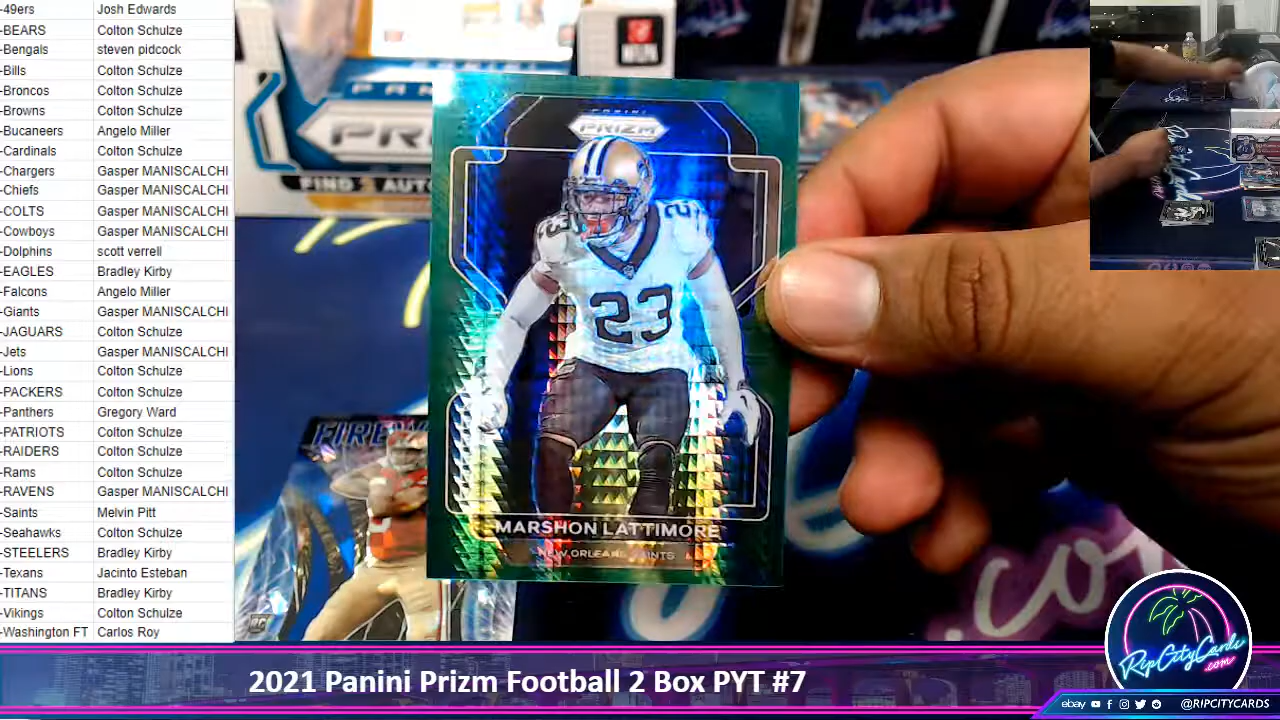 -49ers Josh Edwards
-BEARS Colton Schulze
-Bengals steven pidcock
-Bills Colton Schulze
-Broncos Colton Schulze
-Browns Colton Schulze
-Bucaneers Angelo Miller
-Cardinals Colton Schulze
-Chargers Gasper MANISCALCHI
-Chiefs Gasper MANISCALCHI
-COLTS Gasper MANISCALCHI
-Cowboys Gasper MANISCALCHI
-Dolphins scott verrell
-EAGLES Bradley Kirby
-Falcons Angelo Miller
-Giants Gasper MANISCALCHI
-JAGUARS Colton Schulze
-Jets Gasper MANISCALCHI
-Lions Colton Schulze
-PACKERS Colton Schulze
-Panthers Gregory Ward
-PATRIOTS Colton Schulze
-RAIDERS Colton Schulze
-Rams Colton Schulze
-RAVENS Gasper MANISCALCHI
-Saints Melvin Pitt
-Seahawks Colton Schulze
-STEELERS Bradley Kirby
-Texans Jacinto Esteban
-TITANS Bradley Kirby
-Vikings Colton Schulze
-Washington FT Carlos Roy
PANINI
PRIZM
23
23
MARSHON LATTIMORE
NEW ORLEANS SAINTS
FIND
RC
.co
2021 Panini Prizm Football 2 Box PYT #7
RipCityCards
.com
ebay @RIPCITYCARDS